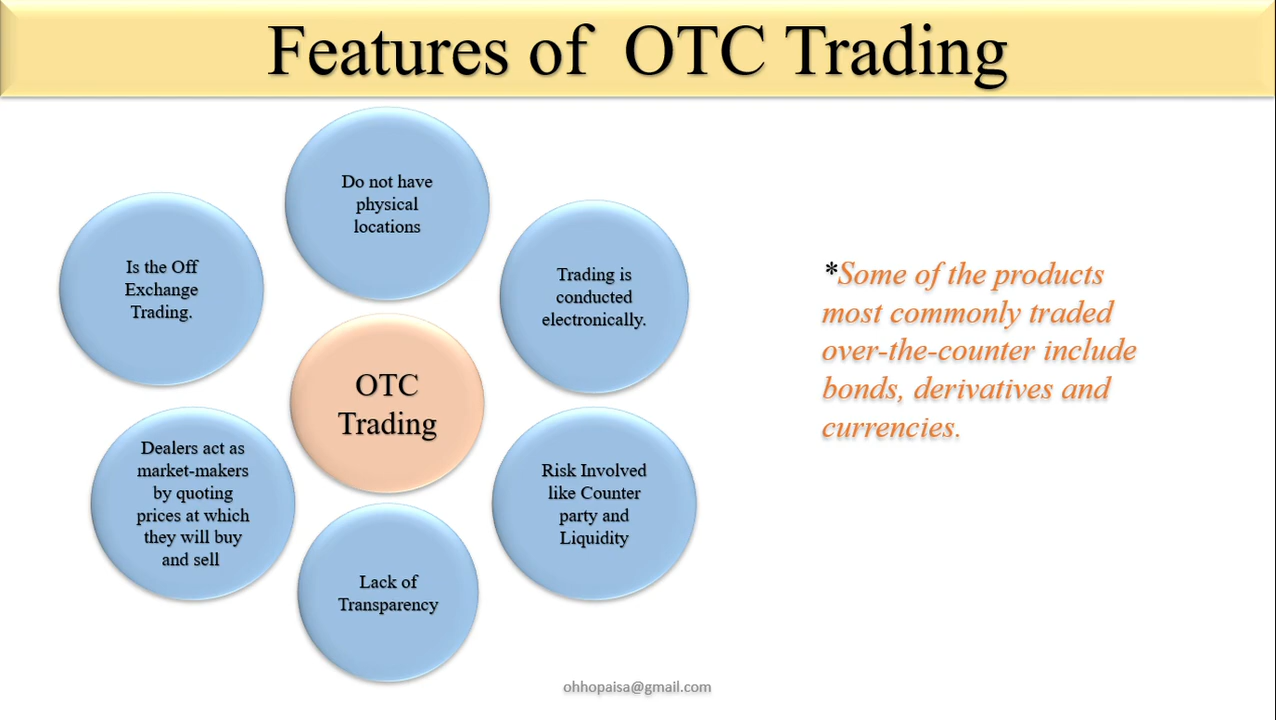 Features of OTC Trading
Do not have
physical
locations
Is the Off
Exchange
Trading.
Trading is
conducted
electronically.
OTC
Trading
Dealers act as
market-makers
by quoting
prices at which
they will buy
and sell
Risk Involved
like Counter
party and
Liquidity
Lack of
Transparency
*Some of the products
most commonly traded
over-the-counter include
bonds, derivatives and
currencies.
ohhopaisa@gmail.com